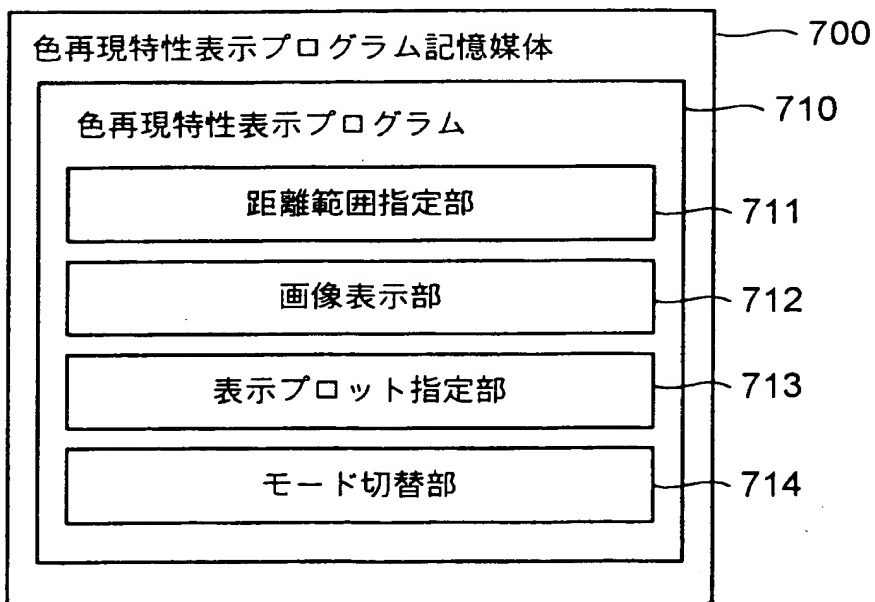 色再現特性表示プログラム記憶媒体
700
色再現特性表示プログラム
710
距離範囲指定部
711
画像表示部
712
表示プロット指定部
713
モード切替部
714